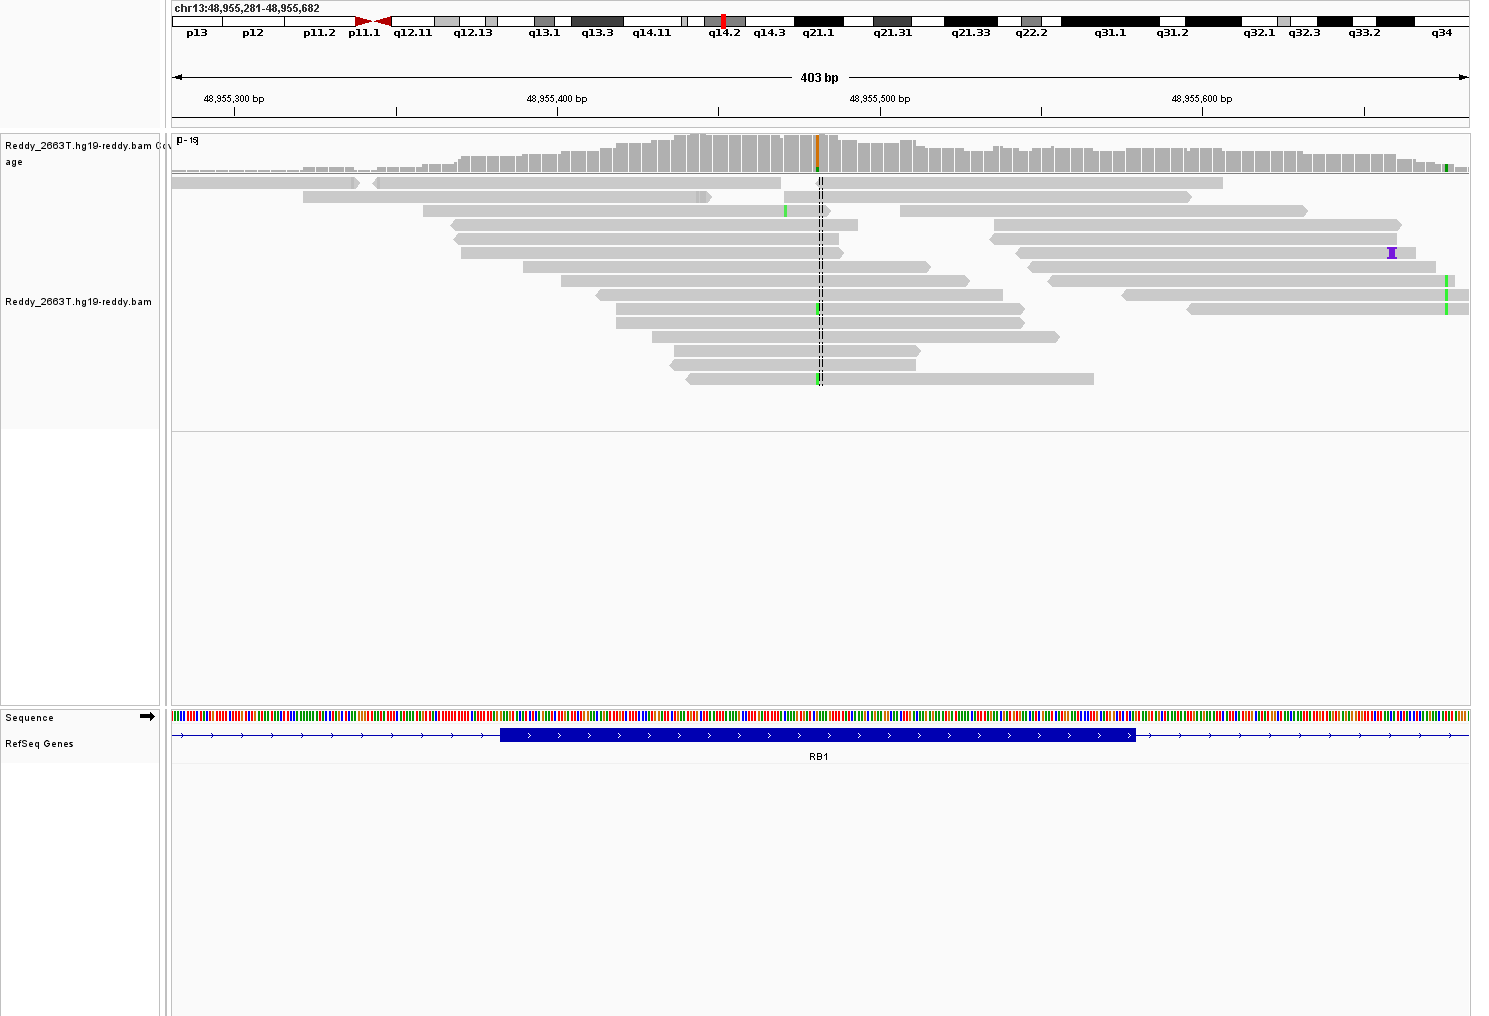 chr13:48,955,281-48,955,682
p13 p12 p11.2 p11.1 q12.11 q12.13 q13.1 q13.3 q14.11 q14.2 q14.3 q21.1 q21.31 q21.33 q22.2 q31.1 q31.2 q32.1 q32.3 q33.2 q34
403 bp
48,955,300 bp 48,955,400 bp 48,955,500 bp 48,955,600 bp
[0 - 19]
Reddy_2663T.hg19-reddy.bam Cov
age
Reddy_2663T.hg19-reddy.bam
Sequence
RefSeq Genes
RB1